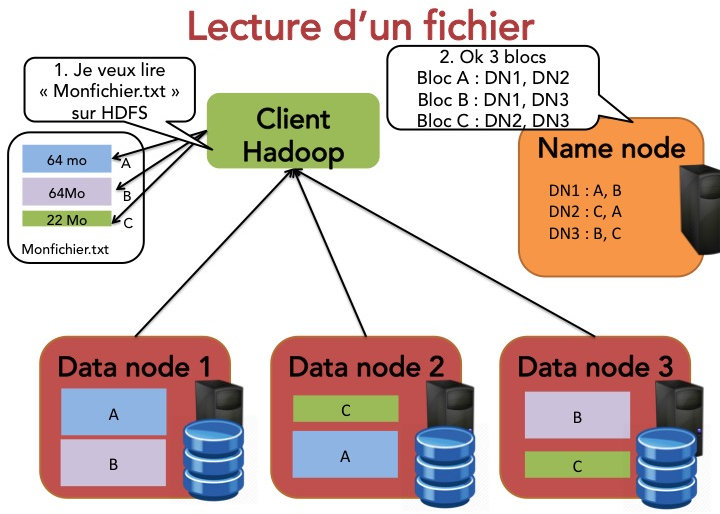 Lecture d’un fichier
1. Je veux lire
« Monfichier.txt »
sur HDFS
2. Ok 3 blocs
Bloc A : DN1, DN2
Bloc B : DN1, DN3
Bloc C : DN2, DN3
Client
Hadoop
Name node
DN1 : A, B
DN2 : C, A
DN3 : B, C
64 mo
A
64Mo
B
22 Mo
C
Monfichier.txt
Data node 1
A
B
Data node 2
C
A
Data node 3
B
C